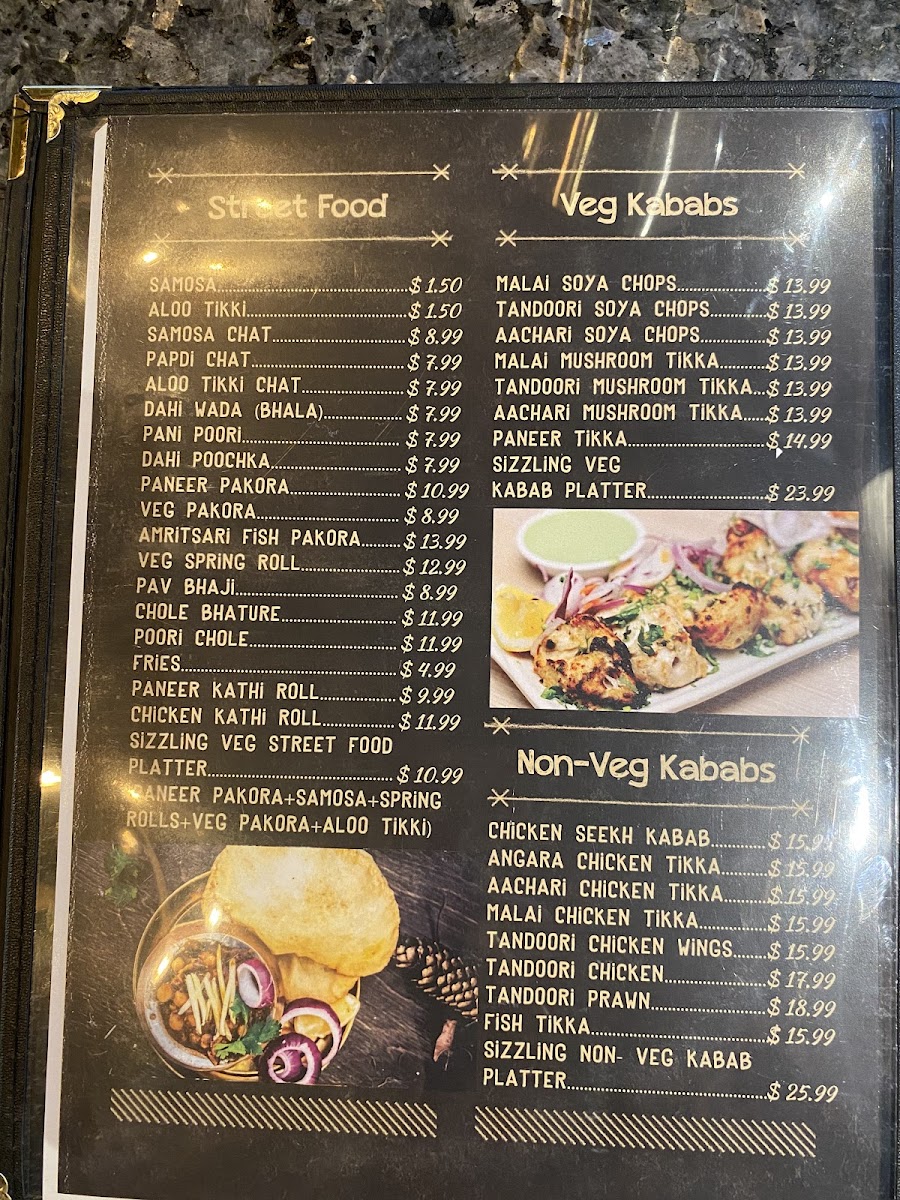 Street Food
SAMOSA..........$ 1.50
ALOO TIKKI..........$ 1.50
SAMOSA CHAT..........$ 8.99
PAPDI CHAT..........$ 7.99
ALOO TIKKI CHAT..........$ 7.99
DAHI WADA (BHALA)..........$ 7.99
PANI POORI..........$ 7.99
DAHI POOCHKA..........$ 7.99
PANEER PAKORA..........$ 10.99
VEG PAKORA..........$ 8.99
AMRITSARI FISH PAKORA..........$ 13.99
VEG SPRING ROLL..........$ 12.99
PAV BHAJI..........$ 8.99
CHOLE BHATURE..........$ 11.99
POORI CHOLE..........$ 11.99
FRIES..........$ 4.99
PANEER KATHI ROLL..........$ 9.99
CHICKEN KATHI ROLL..........$ 11.99
SIZZLING VEG STREET FOOD
PLATTER..........$ 10.99
PANEER PAKORA+SAMOSA+SPRING
ROLLS+VEG PAKORA+ALOO TIKKI)
Veg Kababs
MALAI SOYA CHOPS..........$ 13.99
TANDOORI SOYA CHOPS..........$ 13.99
AACHARI SOYA CHOPS..........$ 13.99
MALAI MUSHROOM TIKKA..........$ 13.99
TANDOORI MUSHROOM TIKKA...$ 13.99
AACHARI MUSHROOM TIKKA.....$ 13.99
PANEER TIKKA..........$ 14.99
SIZZLING VEG
KABAB PLATTER..........$ 23.99
Non-Veg Kababs
CHICKEN SEEKH KABAB..........$ 15.99
ANGARA CHICKEN TIKKA..........$ 15.99
AACHARI CHICKEN TIKKA..........$ 15.99
MALAI CHICKEN TIKKA..........$ 15.99
TANDOORI CHICKEN WINGS..........$ 15.99
TANDOORI CHICKEN..........$ 17.99
TANDOORI PRAWN..........$ 18.99
FISH TIKKA..........$ 15.99
SIZZLING NON- VEG KABAB
PLATTER..........$ 25.99